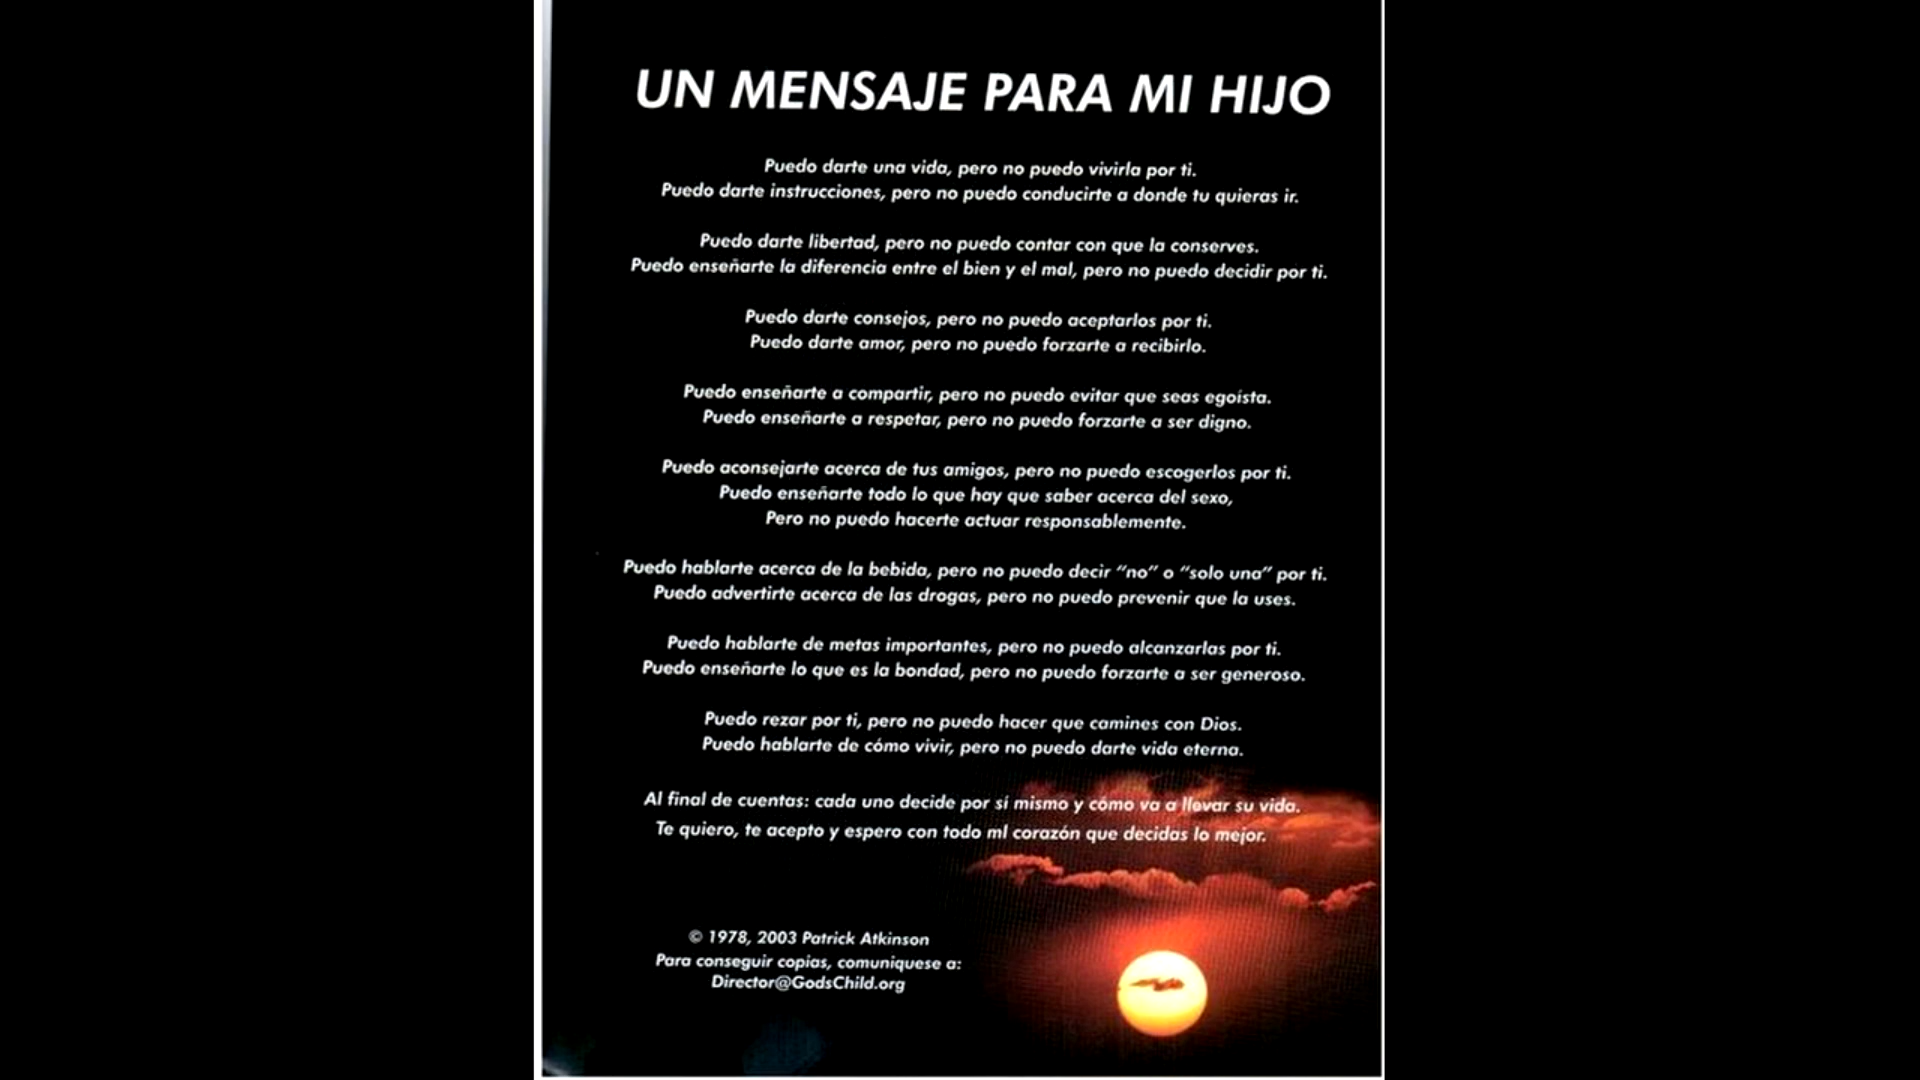 UN MENSAJE PARA MI HIJO
Puedo darte una vida, pero no puedo vivirla por ti.
Puedo darte instrucciones, pero no puedo conducirte a donde tu quieras ir.
Puedo darte libertad, pero no puedo contar con que la conserves.
Puedo enseñarte la diferencia entre el bien y el mal, pero no puedo decidir por ti.
Puedo darte consejos, pero no puedo aceptarlos por ti.
Puedo darte amor, pero no puedo forzarte a recibirlo.
Puedo enseñarte a compartir, pero no puedo evitar que seas egoísta.
Puedo enseñarte a respetar, pero no puedo forzarte a ser digno.
Puedo aconsejarte acerca de tus amigos, pero no puedo escogerlos por ti.
Puedo enseñarte todo lo que hay que saber acerca del sexo,
Pero no puedo hacerte actuar responsablemente.
Puedo hablarte acerca de la bebida, pero no puedo decir “no” o “solo una” por ti.
Puedo advertirte acerca de las drogas, pero no puedo prevenir que la uses.
Puedo hablarte de metas importantes, pero no puedo alcanzarlas por ti.
Puedo enseñarte lo que es la bondad, pero no puedo forzarte a ser generoso.
Puedo rezar por ti, pero no puedo hacer que camines con Dios.
Puedo hablarte de cómo vivir, pero no puedo darte vida eterna.
Al final de cuentas: cada uno decide por sí mismo y cómo va a llevar su vida.
Te quiero, te acepto y espero con todo mI corazón que decidas lo mejor.
© 1978, 2003 Patrick Atkinson
Para conseguir copias, comuniquese a:
Director@GodsChild.org